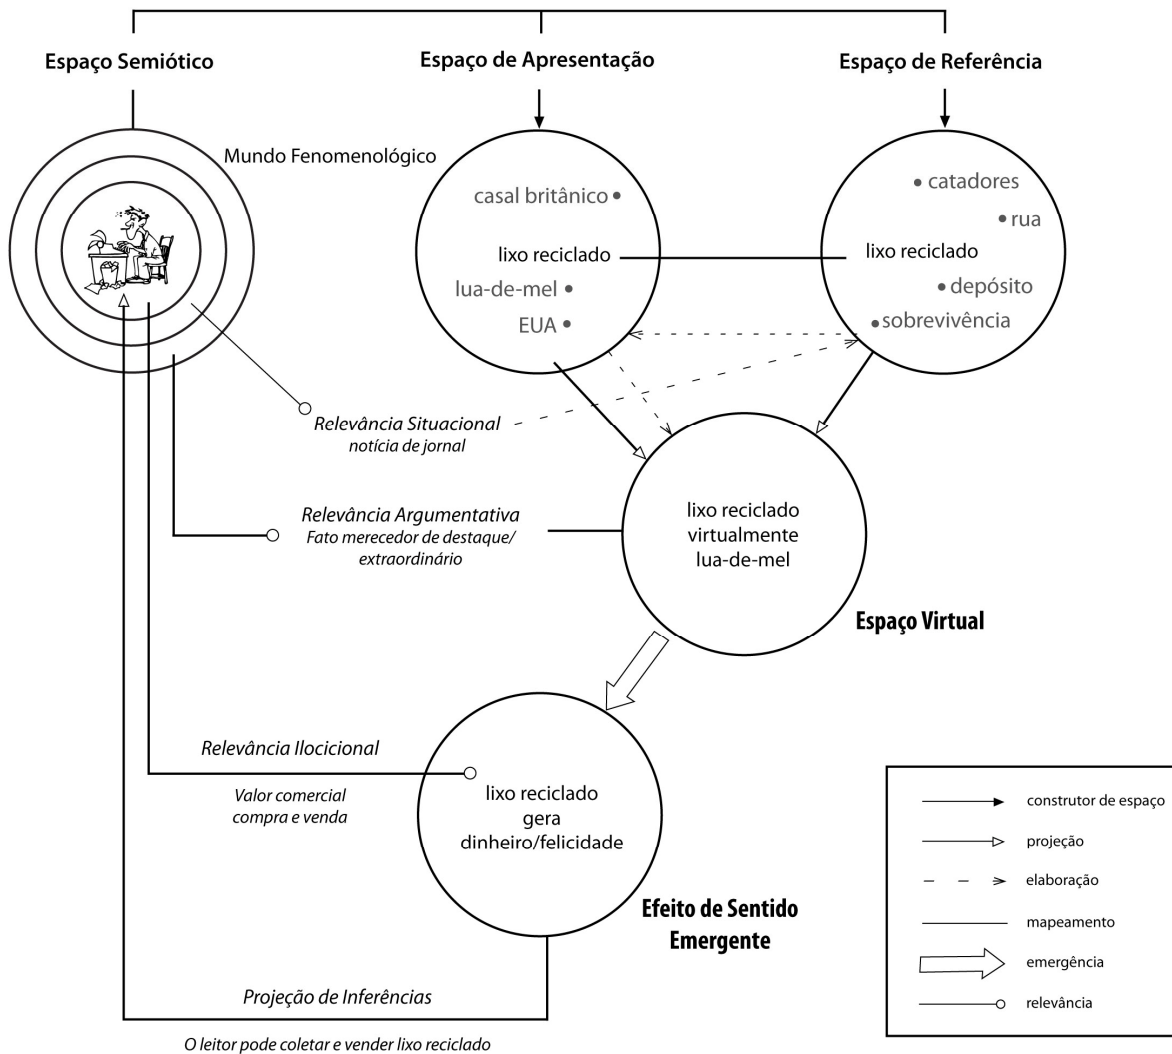 Espaço Semiótico
Espaço de Apresentação
Espaço de Referência
Mundo Fenomenológico
casal britânico
lixo reciclado
lua-de-mel
EUA
catadores
rua
lixo reciclado
depósito
sobrevivência
Relevância Situacional
notícia de jornal
Relevância Argumentativa
Fato merecedor de destaque/
extraordinário
lixo reciclado
virtualmente
lua-de-mel
Espaço Virtual
Relevância Ilocicional
Valor comercial
compra e venda
lixo reciclado
gera
dinheiro/felicidade
Efeito de Sentido
Emergente
Projeção de Inferências
O leitor pode coletar e vender lixo reciclado
construtor de espaço
projeção
elaboração
mapeamento
emergência
relevância